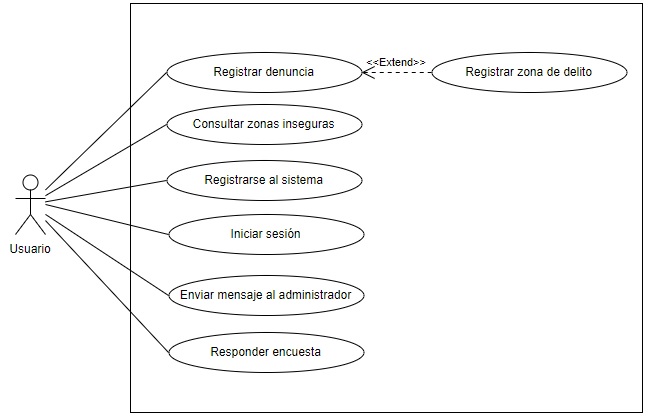 <<Extend>>
Registrar denuncia
Registrar zona de delito
Consultar zonas inseguras
Registrarse al sistema
Iniciar sesión
Usuario
Enviar mensaje al administrador
Responder encuesta